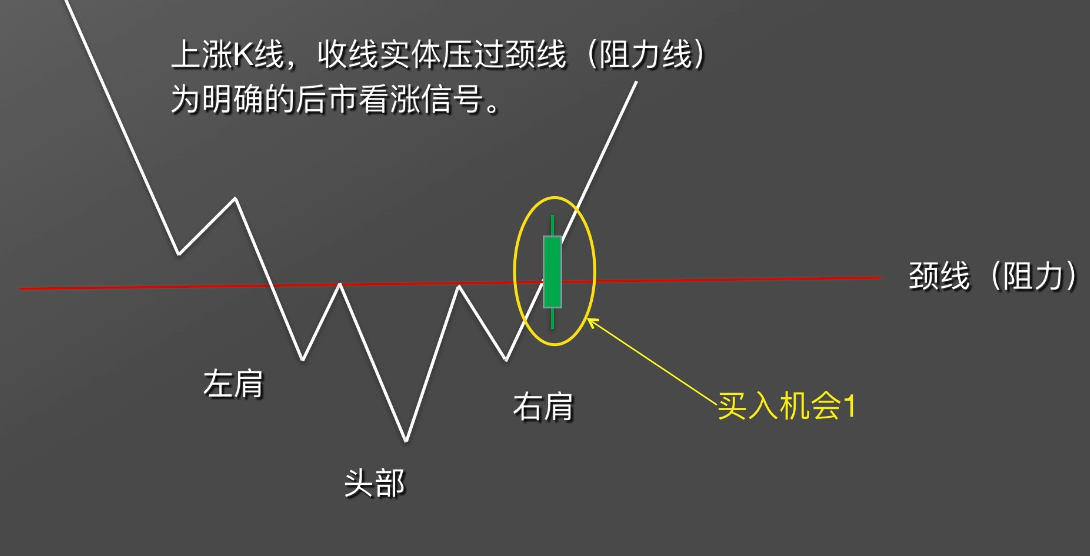 上涨K线，收线实体压过颈线（阻力线）
为明确的后市看涨信号。
颈线（阻力）
左肩
右肩
买入机会1
头部